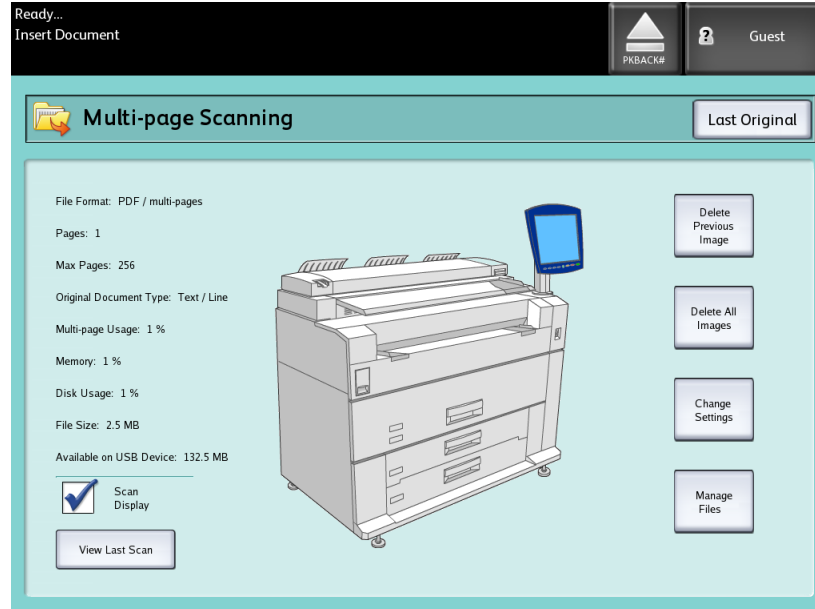 Ready...
Insert Document
PKBACK#
Guest
Multi-page Scanning
Last Original
File Format: PDF / multi-pages
Pages: 1
Max Pages: 256
Original Document Type: Text / Line
Multi-page Usage: 1 %
Memory: 1 %
Disk Usage: 1 %
File Size: 2.5 MB
Available on USB Device: 132.5 MB
Scan
Display
View Last Scan
Delete
Previous
Image
Delete All
Images
Change
Settings
Manage
Files